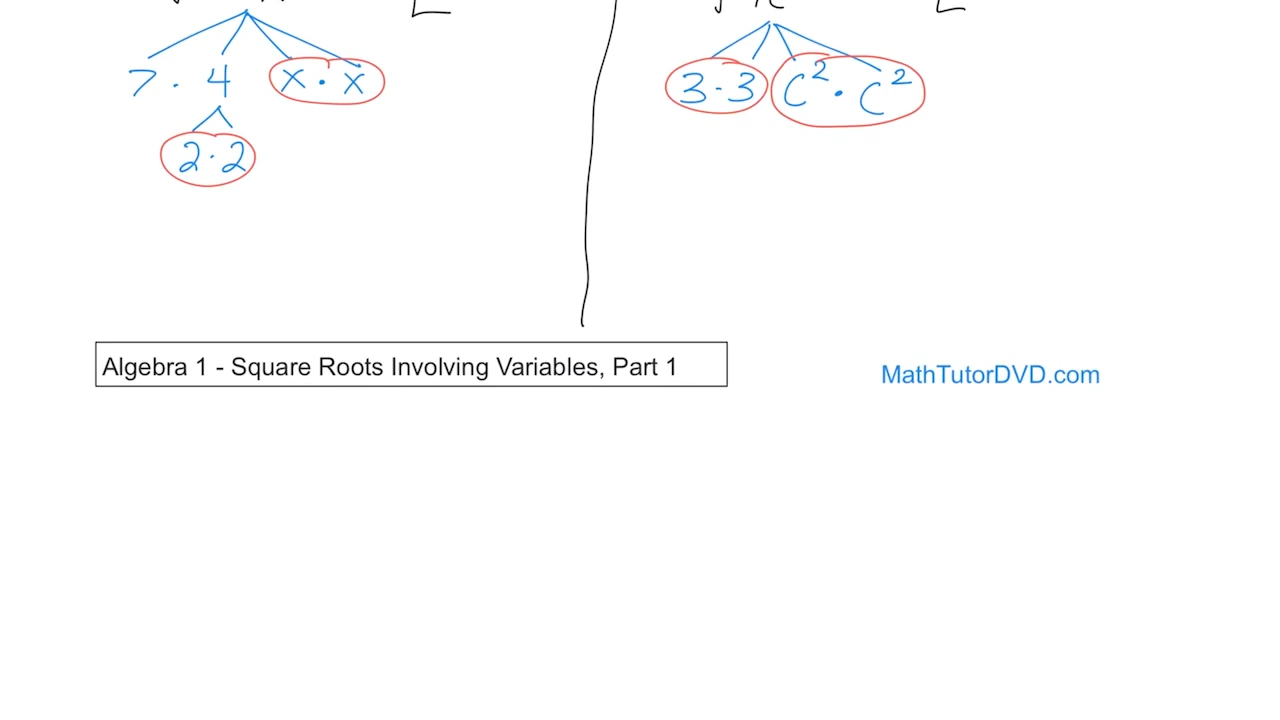 7 · 4 x · x
2 · 2
3 · 3 c² · c²
Algebra 1 - Square Roots Involving Variables, Part 1
MathTutorDVD.com